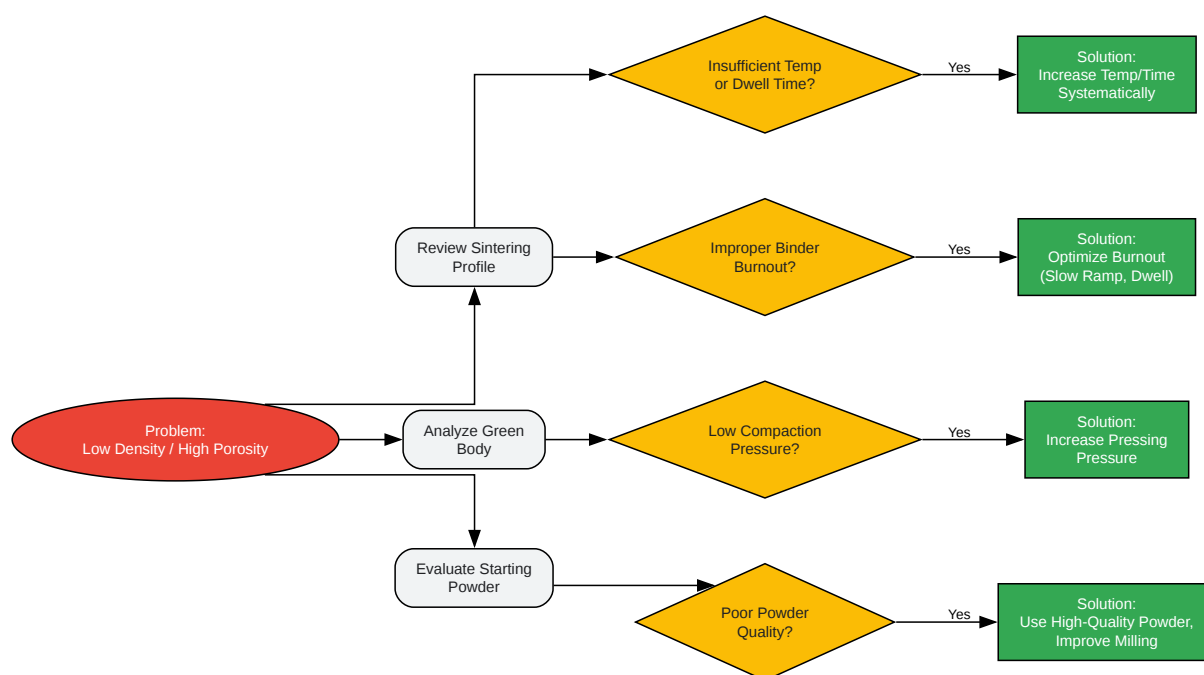 Insufficient Temp
or Dwell Time?
Yes
Solution:
Increase Temp/Time
Systematically
Review Sintering
Profile
Improper Binder
Burnout?
Yes
Solution:
Optimize Burnout
(Slow Ramp, Dwell)
Problem:
Low Density / High Porosity
Analyze Green
Body
Low Compaction
Pressure?
Yes
Solution:
Increase Pressing
Pressure
Evaluate Starting
Powder
Poor Powder
Quality?
Yes
Solution:
Use High-Quality Powder,
Improve Milling